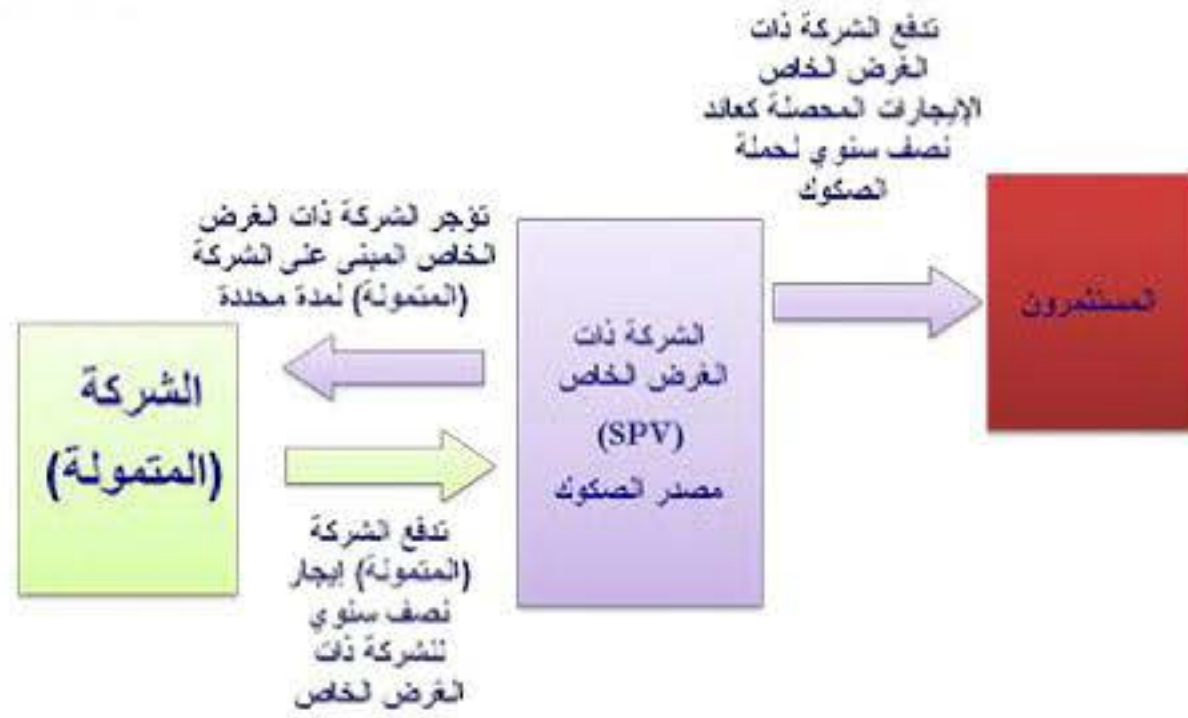 تدفع الشركة ذات
الغرض الخاص
الإيجارات المحصلة كعائد
نصف سنوي لحملة
الصكوك
المستثمرون
تؤجر الشركة ذات الغرض
الخاص المبنى على الشركة
(المتمولة) لمدة محددة
الشركة ذات
الغرض الخاص
(SPV)
مصدر الصكوك
الشركة
(المتمولة)
تدفع الشركة
(المتمولة) إيجار
نصف سنوي
للشركة ذات
الغرض الخاص